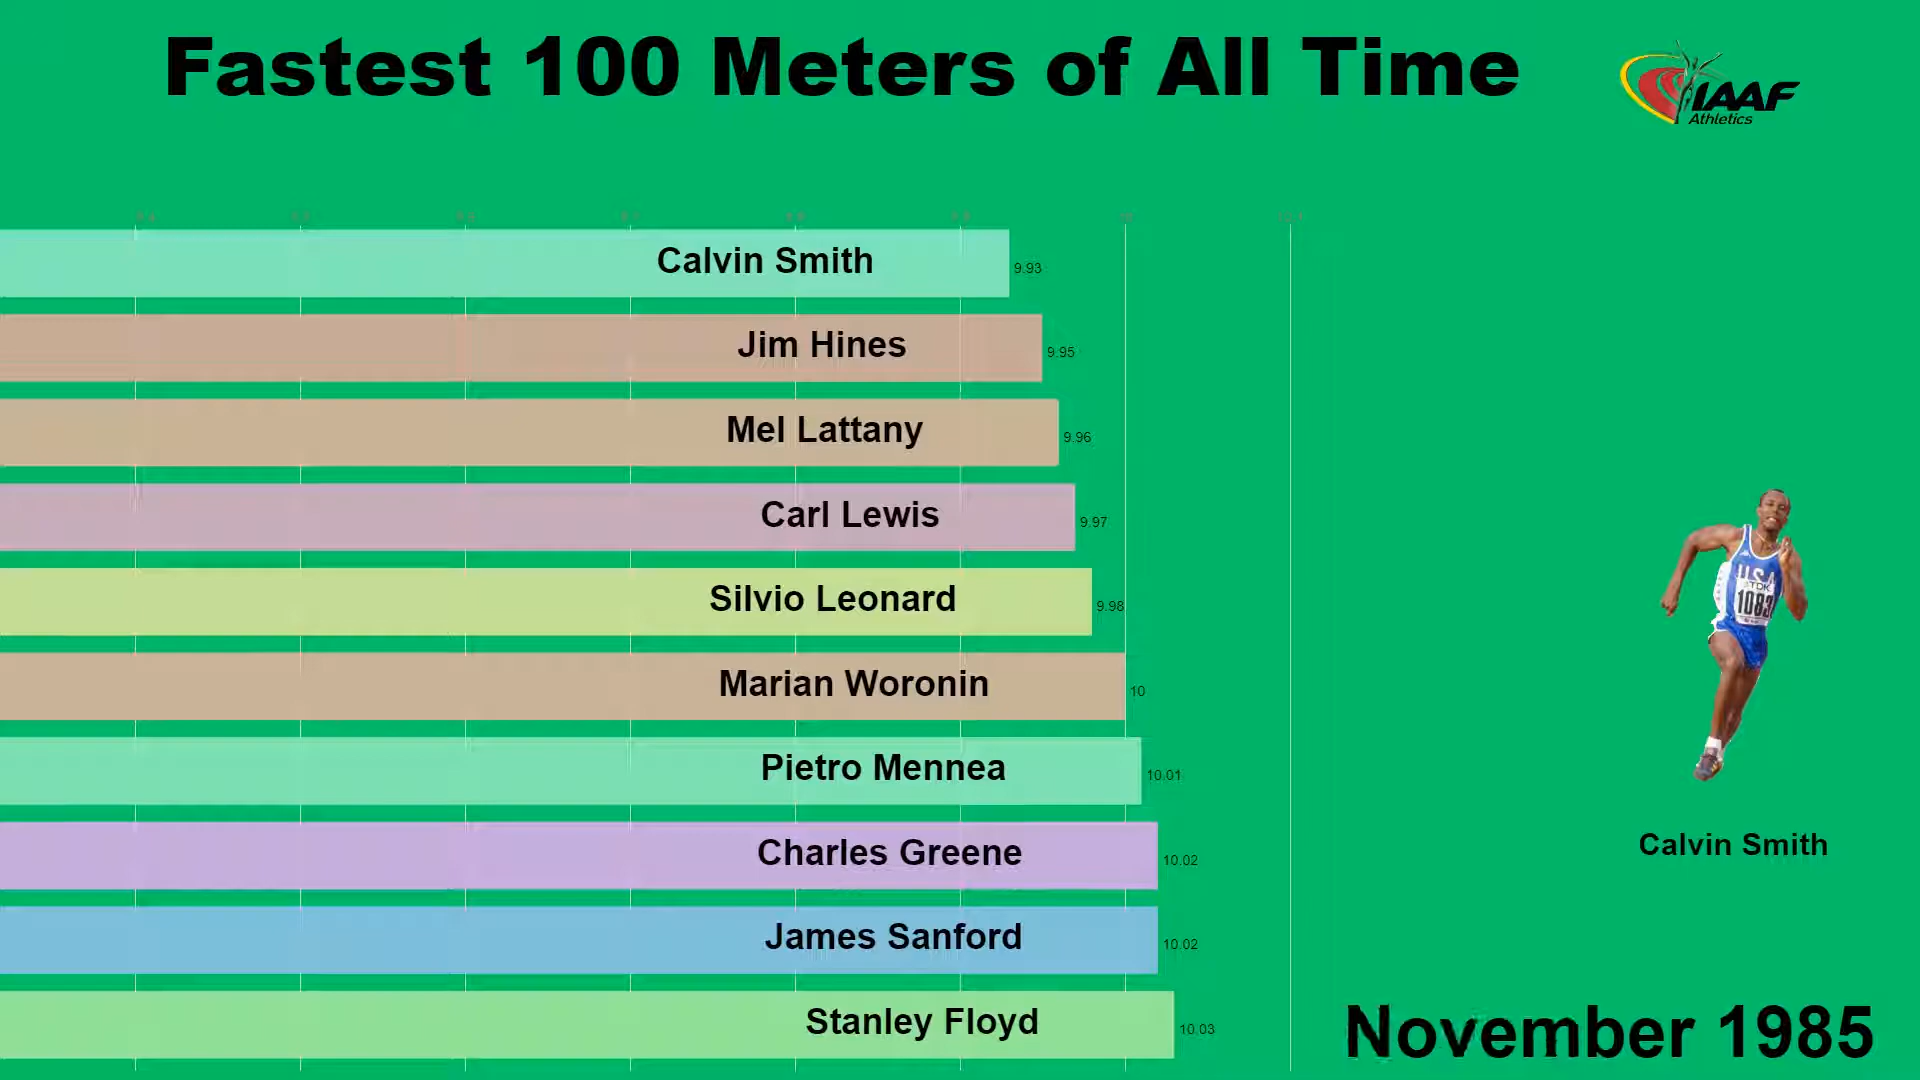 Fastest 100 Meters of All Time
IAAF
Athletics
Calvin Smith
9.93
Jim Hines
9.95
Mel Lattany
9.96
Carl Lewis
9.97
Silvio Leonard
9.98
Marian Woronin
10
Pietro Mennea
10.01
Charles Greene
10.02
James Sanford
10.02
Stanley Floyd
10.03
USA
TDK
1083
Calvin Smith
November 1985